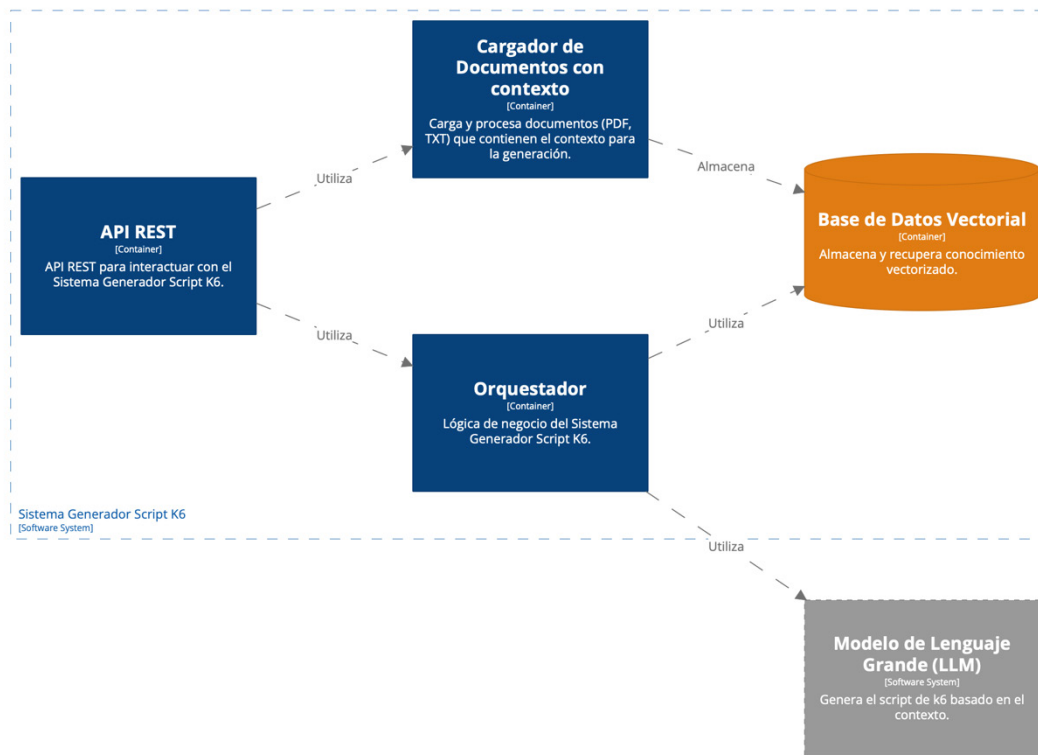 Cargador de
Documentos con
contexto
[Container]
Carga y procesa documentos (PDF,
TXT) que contienen el contexto para
la generación.
Utiliza
Almacena
API REST
[Container]
API REST para interactuar con el
Sistema Generador Script K6.
Base de Datos Vectorial
[Container]
Almacena y recupera conocimiento
vectorizado.
Utiliza
Utiliza
Orquestador
[Container]
Lógica de negocio del Sistema
Generador Script K6.
Sistema Generador Script K6
[Software System]
Utiliza
Modelo de Lenguaje
Grande (LLM)
[Software System]
Genera el script de k6 basado en el
contexto.